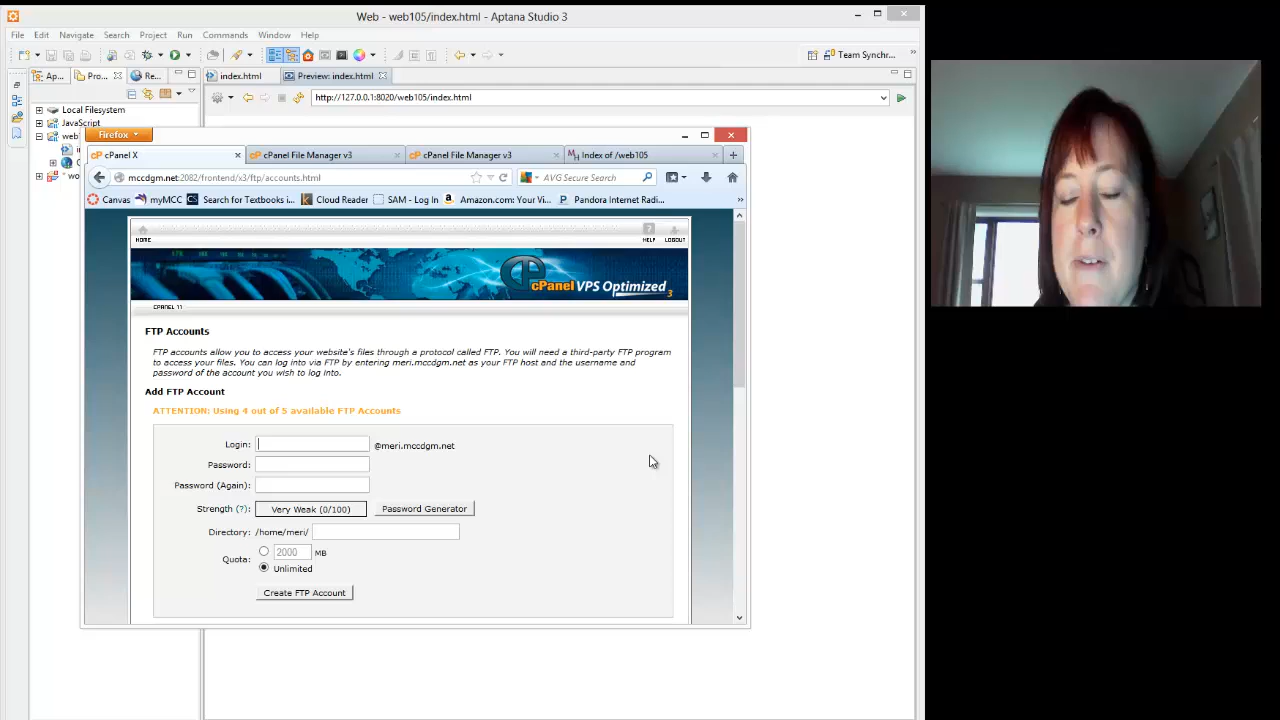 Web - web105/index.html - Aptana Studio 3
File Edit Navigate Search Project Run Commands Window Help
Team Synchr...
Ap... Pro... Re... index.html Preview: index.html
http://127.0.0.1:8020/web105/index.html
Local Filesystem
JavaScript
web
Firefox
cPanel X cPanel File Manager v3 cPanel File Manager v3 Index of /web105
mccdgm.net:2082/frontend/x3/ftp/accounts.html AVG Secure Search
Canvas myMCC Search for Textbooks i... Cloud Reader SAM - Log In Amazon.com: Your Vi... Pandora Internet Radi...
HOME HELP LOGOUT
cPanel VPS Optimized 3
CPANEL 11
FTP Accounts
FTP accounts allow you to access your website's files through a protocol called FTP. You will need a third-party FTP program
to access your files. You can log into via FTP by entering meri.mccdgm.net as your FTP host and the username and
password of the account you wish to log into.
Add FTP Account
ATTENTION: Using 4 out of 5 available FTP Accounts
Login: @meri.mccdgm.net
Password:
Password (Again):
Strength (?): Very Weak (0/100) Password Generator
Directory: /home/meri/
Quota: 2000 MB
Unlimited
Create FTP Account